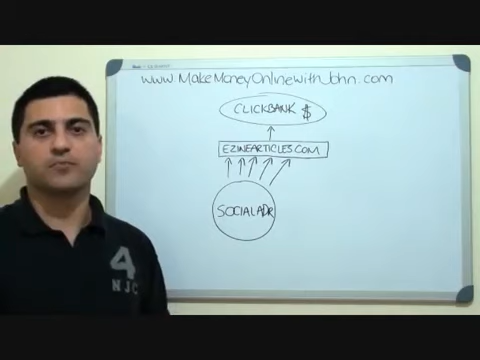 www.MakeMoneyOnlinewithJohn.com
CLICKBANK $
EZINEARTICLES.COM
SOCIALADR
4
NJC